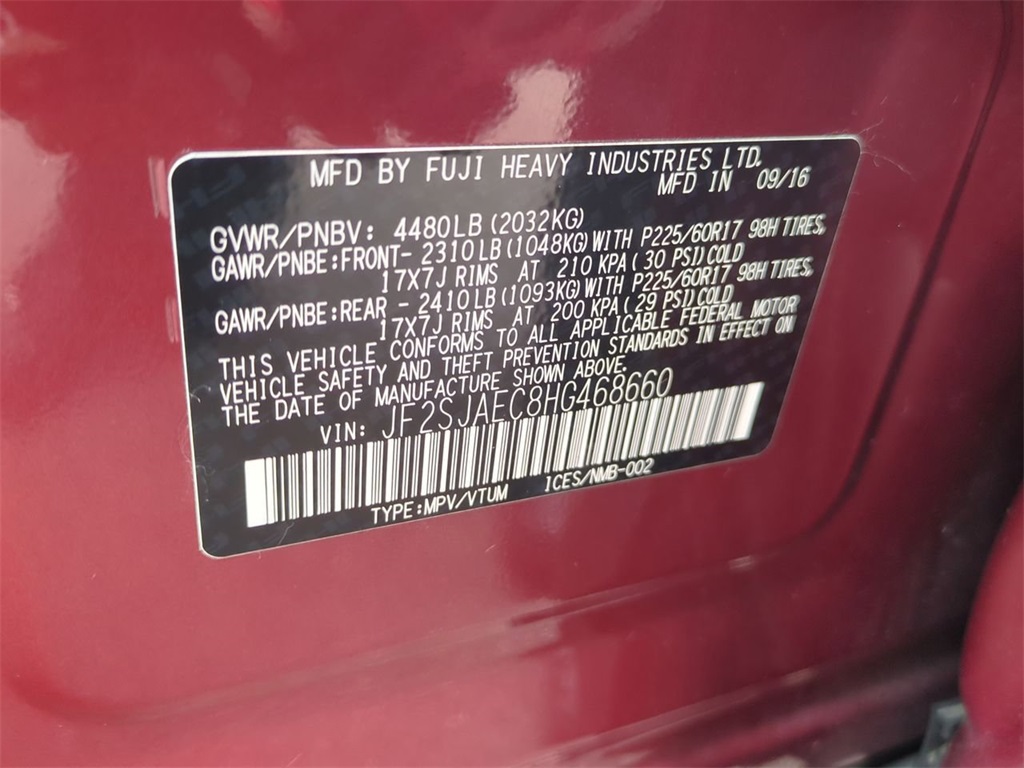 MFD BY FUJI HEAVY INDUSTRIES LTD.
MFD IN 09/16
GVWR/PNBV: 4480LB (2032KG)
GAWR/PNBE:FRONT- 2310LB (1048KG) WITH P225/60R17 98H TIRES,
17X7J RIMS AT 210 KPA( 30 PSI)COLD
GAWR/PNBE:REAR - 2410LB (1093KG) WITH P225/60R17 98H TIRES,
17X7J RIMS AT 200 KPA (29 PSI)COLD
THIS VEHICLE CONFORMS TO ALL APPLICABLE FEDERAL MOTOR
VEHICLE SAFETY AND THEFT PREVENTION STANDARDS IN EFFECT ON
THE DATE OF MANUFACTURE SHOWN ABOVE.
VIN: JF2SJAEC8HG468660
TYPE:MPV/VTUM ICES/NMB-002